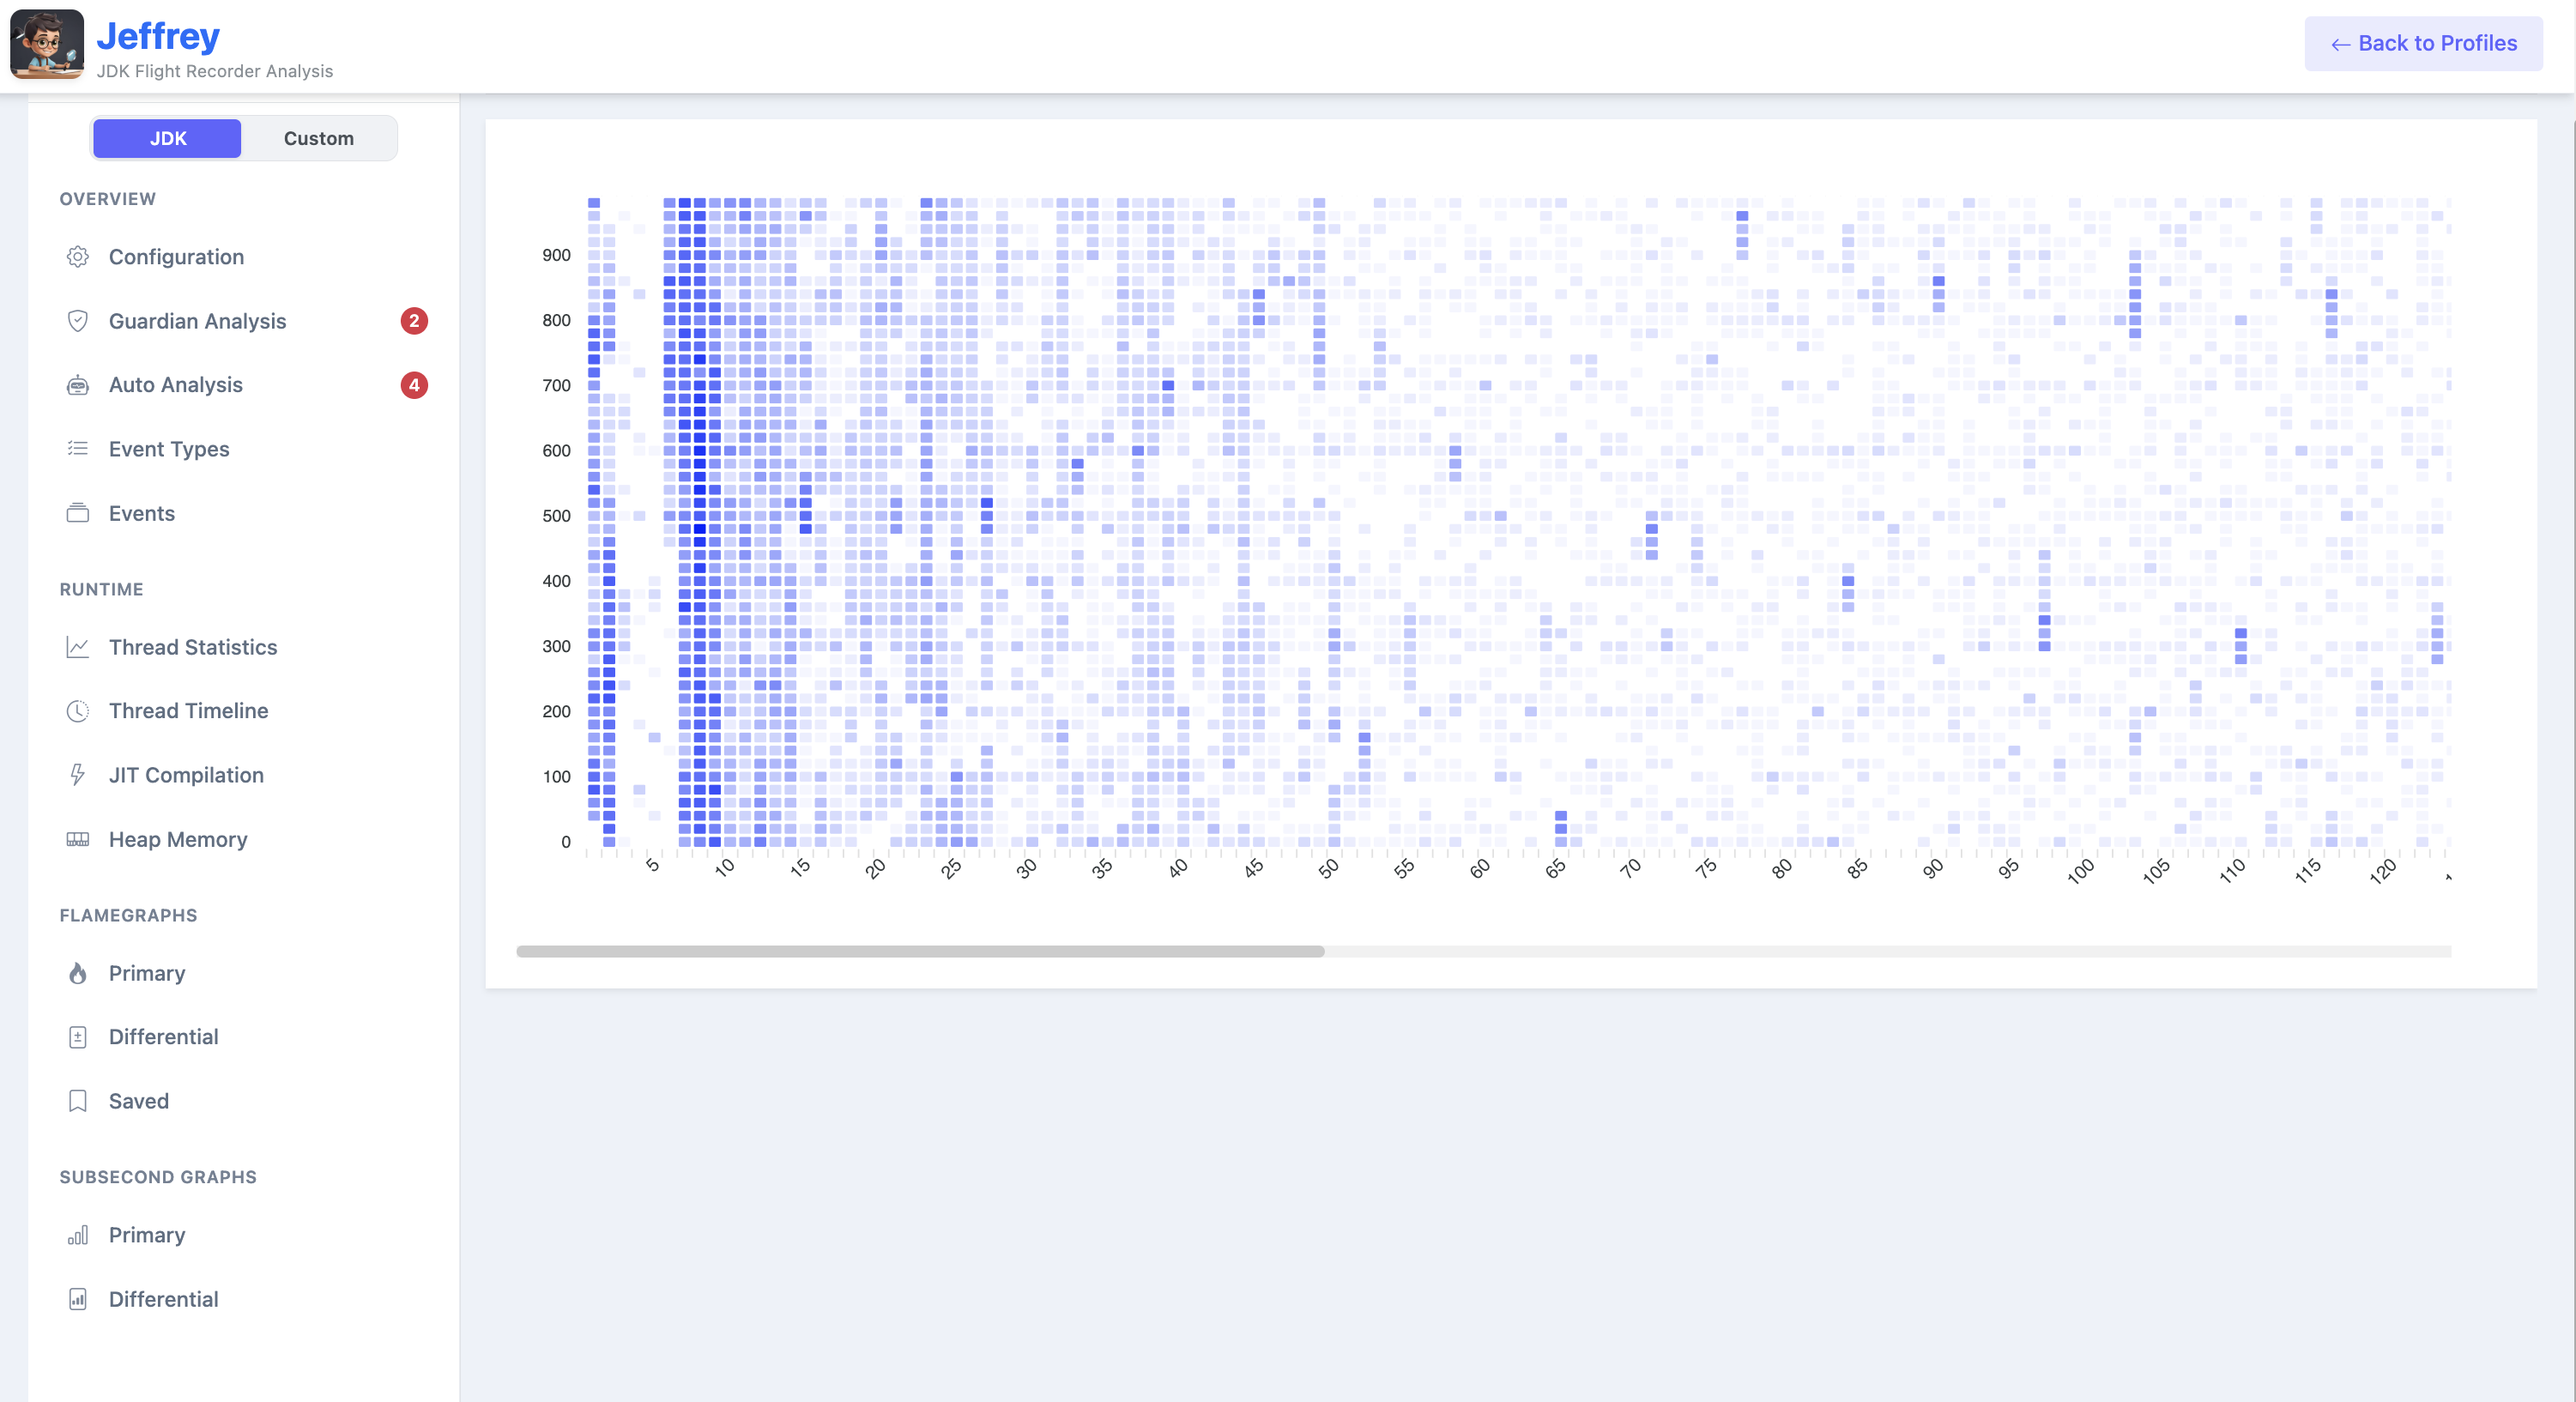 Jeffrey
JDK Flight Recorder Analysis
← Back to Profiles
JDK
Custom
OVERVIEW
Configuration
Guardian Analysis
2
Auto Analysis
4
Event Types
Events
RUNTIME
Thread Statistics
Thread Timeline
JIT Compilation
Heap Memory
FLAMEGRAPHS
Primary
Differential
Saved
SUBSECOND GRAPHS
Primary
Differential
900
800
700
600
500
400
300
200
100
0
5 10 15 20 25 30 35 40 45 50 55 60 65 70 75 80 85 90 95 100 105 110 115 120